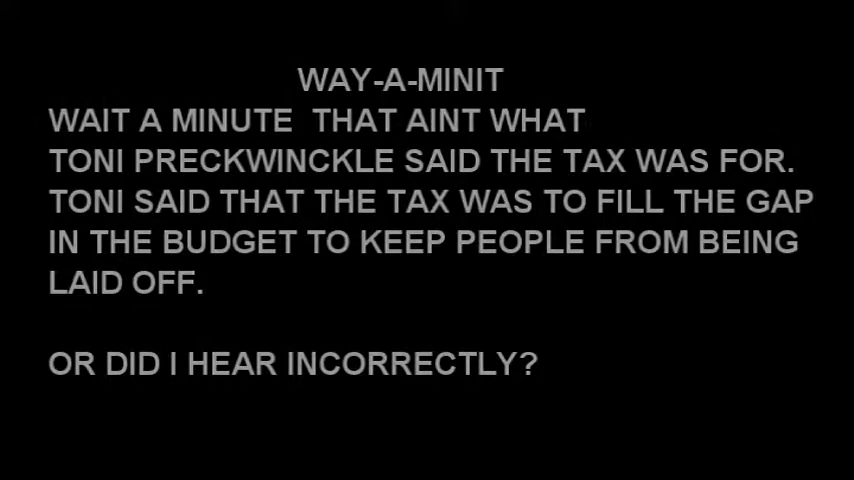 WAY-A-MINIT
WAIT A MINUTE  THAT AINT WHAT
TONI PRECKWINCKLE SAID THE TAX WAS FOR.
TONI SAID THAT THE TAX WAS TO FILL THE GAP
IN THE BUDGET TO KEEP PEOPLE FROM BEING
LAID OFF.
OR DID I HEAR INCORRECTLY?